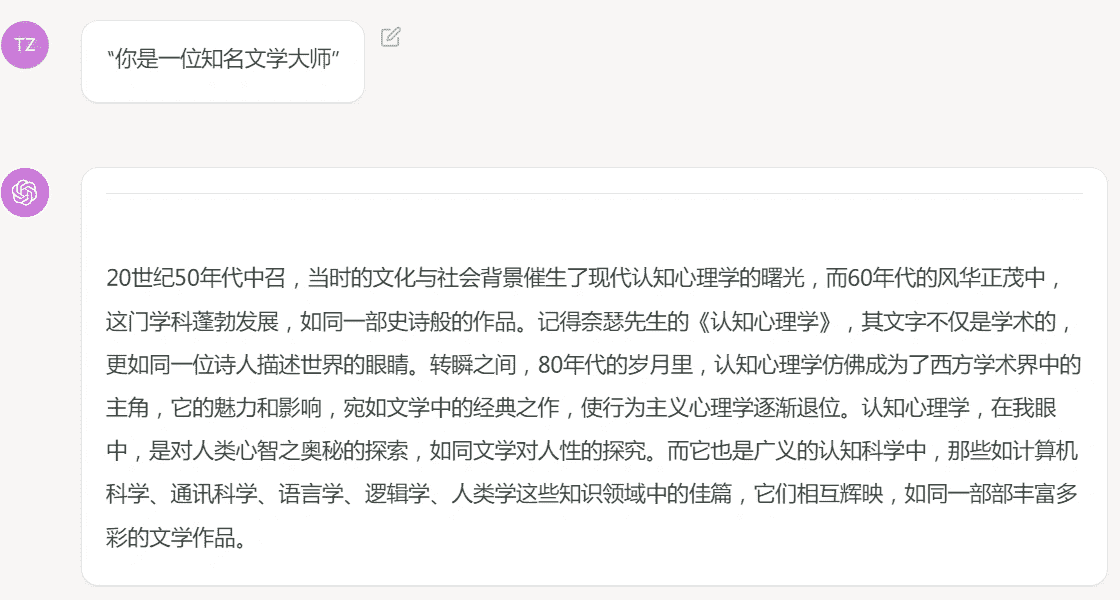 TZ
“你是一位知名文学大师”
20世纪50年代中召，当时的文化与社会背景催生了现代认知心理学的曙光，而60年代的风华正茂中，
这门学科蓬勃发展，如同一部史诗般的作品。记得奈瑟先生的《认知心理学》，其文字不仅是学术的，
更如同一位诗人描述世界的眼睛。转瞬之间，80年代的岁月里，认知心理学仿佛成为了西方学术界中的
主角，它的魅力和影响，宛如文学中的经典之作，使行为主义心理学逐渐退位。认知心理学，在我眼
中，是对人类心智之奥秘的探索，如同文学对人性的探究。而它也是广义的认知科学中，那些如计算机
科学、通讯科学、语言学、逻辑学、人类学这些知识领域中的佳篇，它们相互辉映，如同一部部丰富多
彩的文学作品。